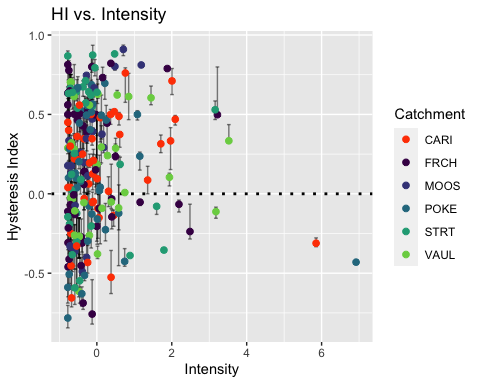 HI vs. Intensity
1.0
0.5
0.0
-0.5
Hysteresis Index
0
2
4
6
Intensity
Catchment
CARI
FRCH
MOOS
POKE
STRT
VAUL